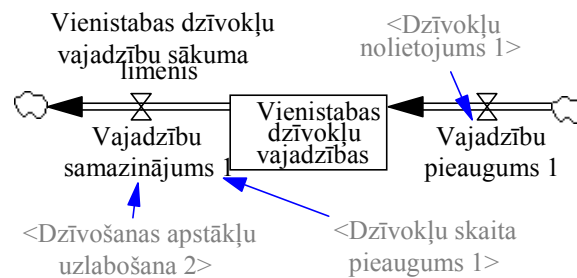 Vienistabas dzīvokļu
vajadzību sākuma
līmenis
<Dzīvokļu
nolietojums 1>
Vienistabas
dzīvokļu
vajadzības
Vajadzību
samazinājums 1
Vajadzību
pieaugums 1
<Dzīvošanas apstākļu
uzlabošana 2>
<Dzīvokļu skaita
pieaugums 1>